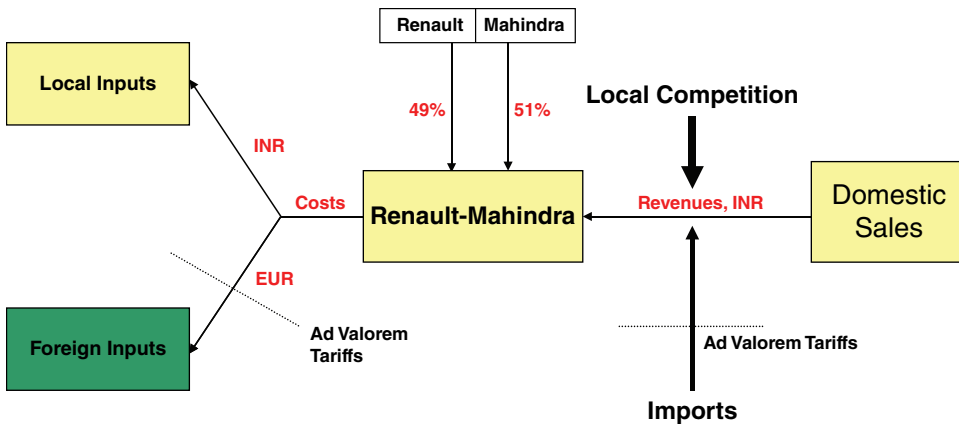 Renault Mahindra
Local Inputs
49% 51%
Local Competition
INR
Costs
Renault-Mahindra
Revenues, INR
Domestic
Sales
EUR
Foreign Inputs
Ad Valorem
Tariffs
Ad Valorem Tariffs
Imports